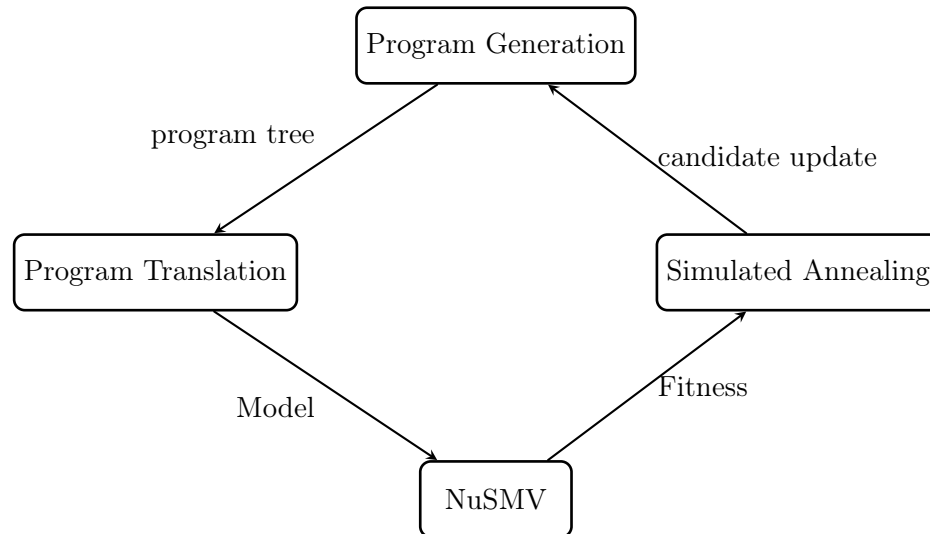 Program Generation
program tree
candidate update
Program Translation
Simulated Annealing
Model
Fitness
NuSMV